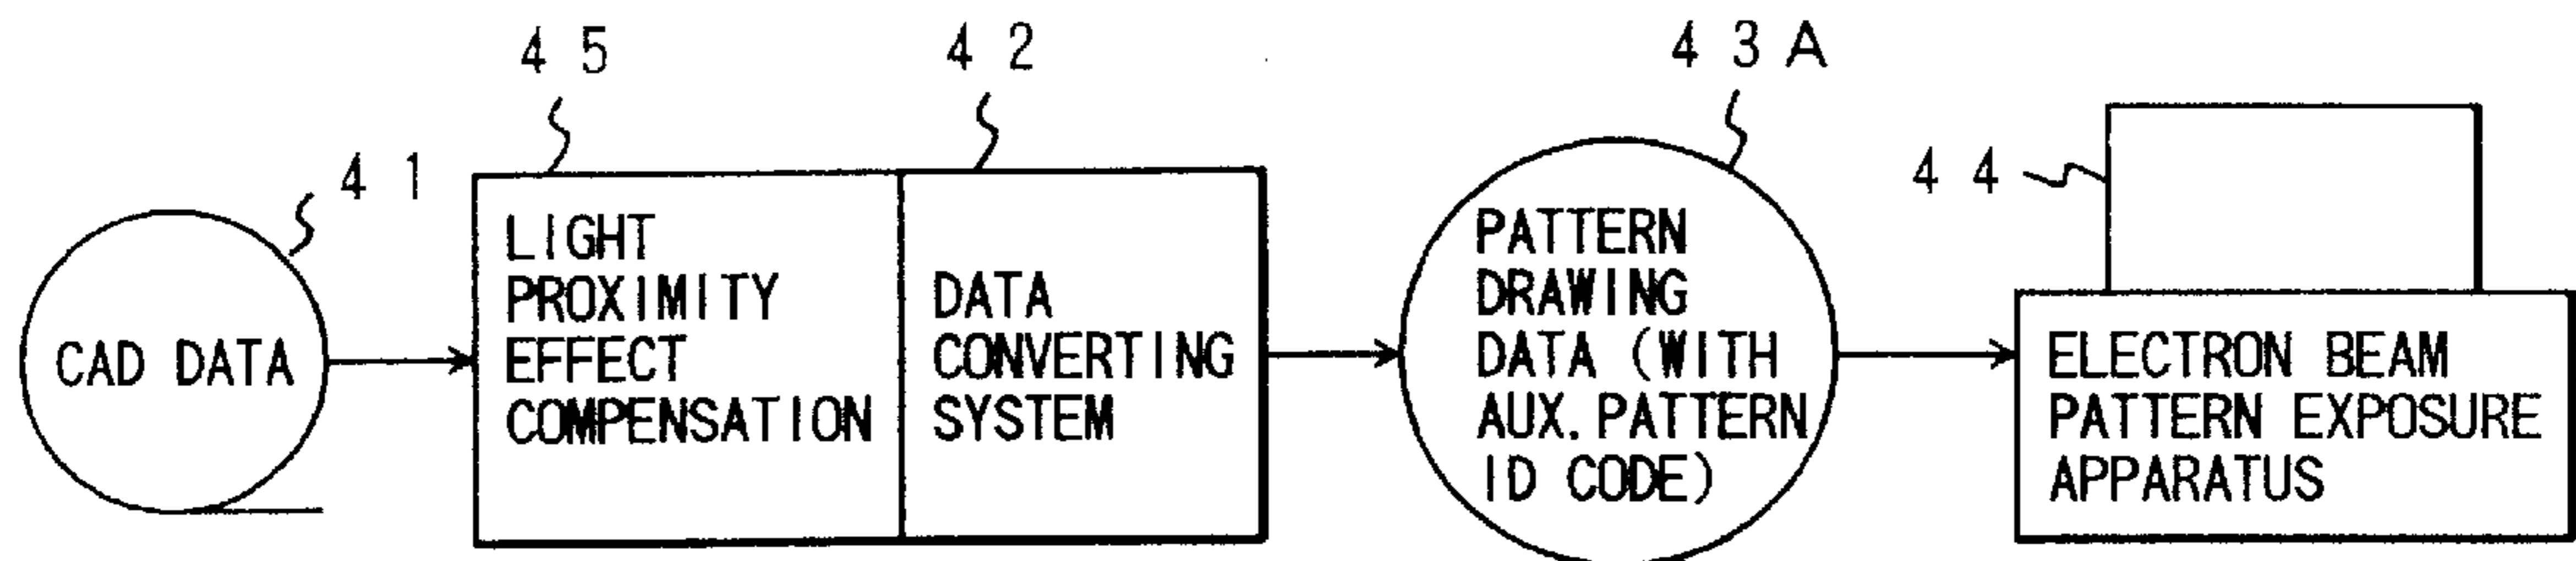 4 1
CAD DATA
4 5
LIGHT
PROXIMITY
EFFECT
COMPENSATION
4 2
DATA
CONVERTING
SYSTEM
4 3 A
PATTERN
DRAWING
DATA (WITH
AUX. PATTERN
ID CODE)
4 4
ELECTRON BEAM
PATTERN EXPOSURE
APPARATUS